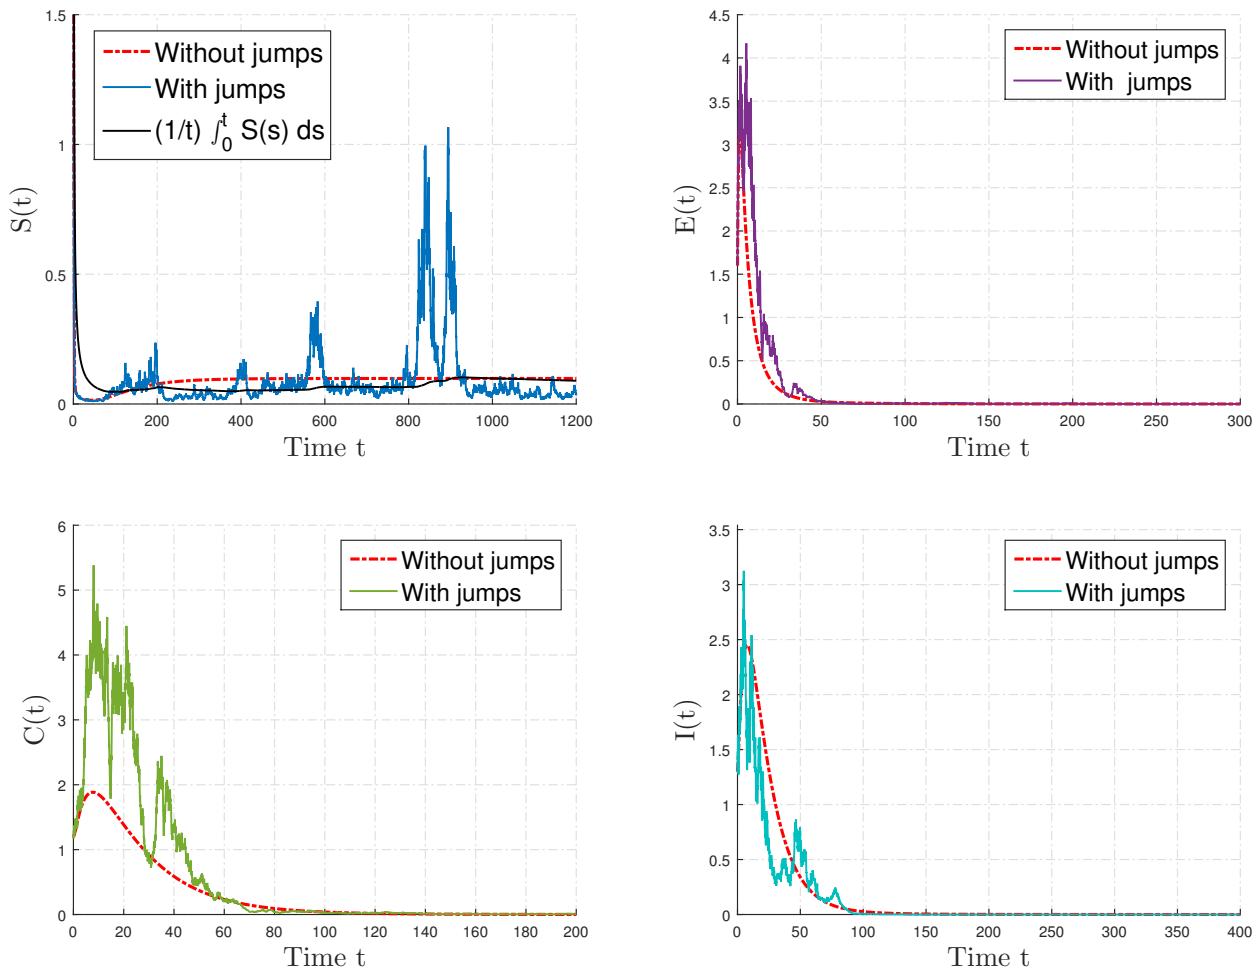 Without jumps
With jumps
(1/t) ∫₀ᵗ S(s) ds
S(t)
1.5
1
0.5
0
0 200 400 600 800 1000 1200
Time t
Without jumps
With jumps
E(t)
4.5
4
3.5
3
2.5
2
1.5
1
0.5
0
0 50 100 150 200 250 300
Time t
Without jumps
With jumps
C(t)
6
5
4
3
2
1
0
0 20 40 60 80 100 120 140 160 180 200
Time t
Without jumps
With jumps
I(t)
3.5
3
2.5
2
1.5
1
0.5
0
0 50 100 150 200 250 300 350 400
Time t